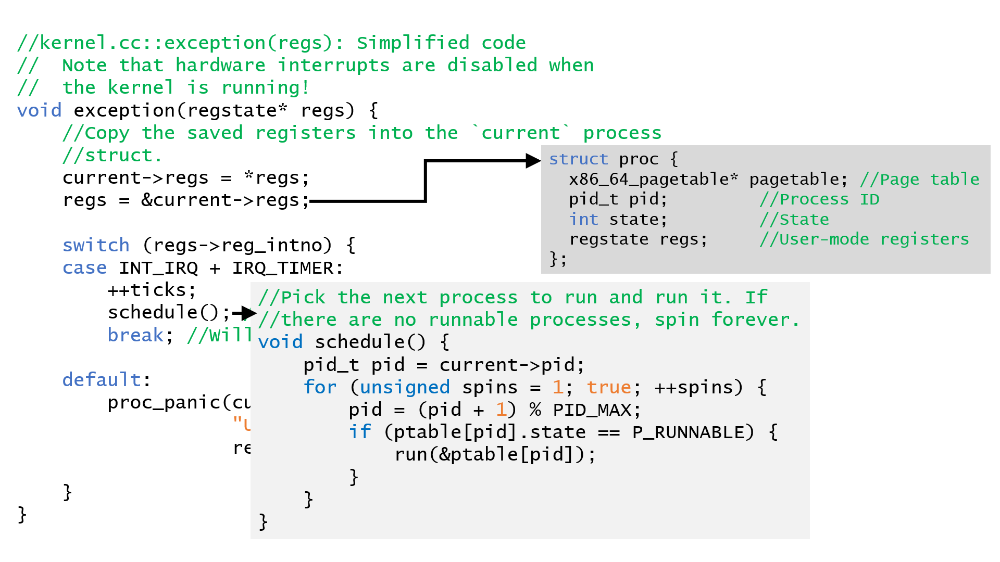 //kernel.cc::exception(regs): Simplified code
//  Note that hardware interrupts are disabled when
//  the kernel is running!
void exception(regstate* regs) {
    //Copy the saved registers into the `current` process
    //struct.
    current->regs = *regs;
    regs = &current->regs;
    switch (regs->reg_intno) {
    case INT_IRQ + IRQ_TIMER:
        ++ticks;
        schedule();
        break; //Will
    default:
        proc_panic(cu
                   "U
                   re
    }
}
struct proc {
  x86_64_pagetable* pagetable; //Page table
  pid_t pid;         //Process ID
  int state;         //State
  regstate regs;     //User-mode registers
};
//Pick the next process to run and run it. If
//there are no runnable processes, spin forever.
void schedule() {
    pid_t pid = current->pid;
    for (unsigned spins = 1; true; ++spins) {
        pid = (pid + 1) % PID_MAX;
        if (ptable[pid].state == P_RUNNABLE) {
            run(&ptable[pid]);
        }
    }
}